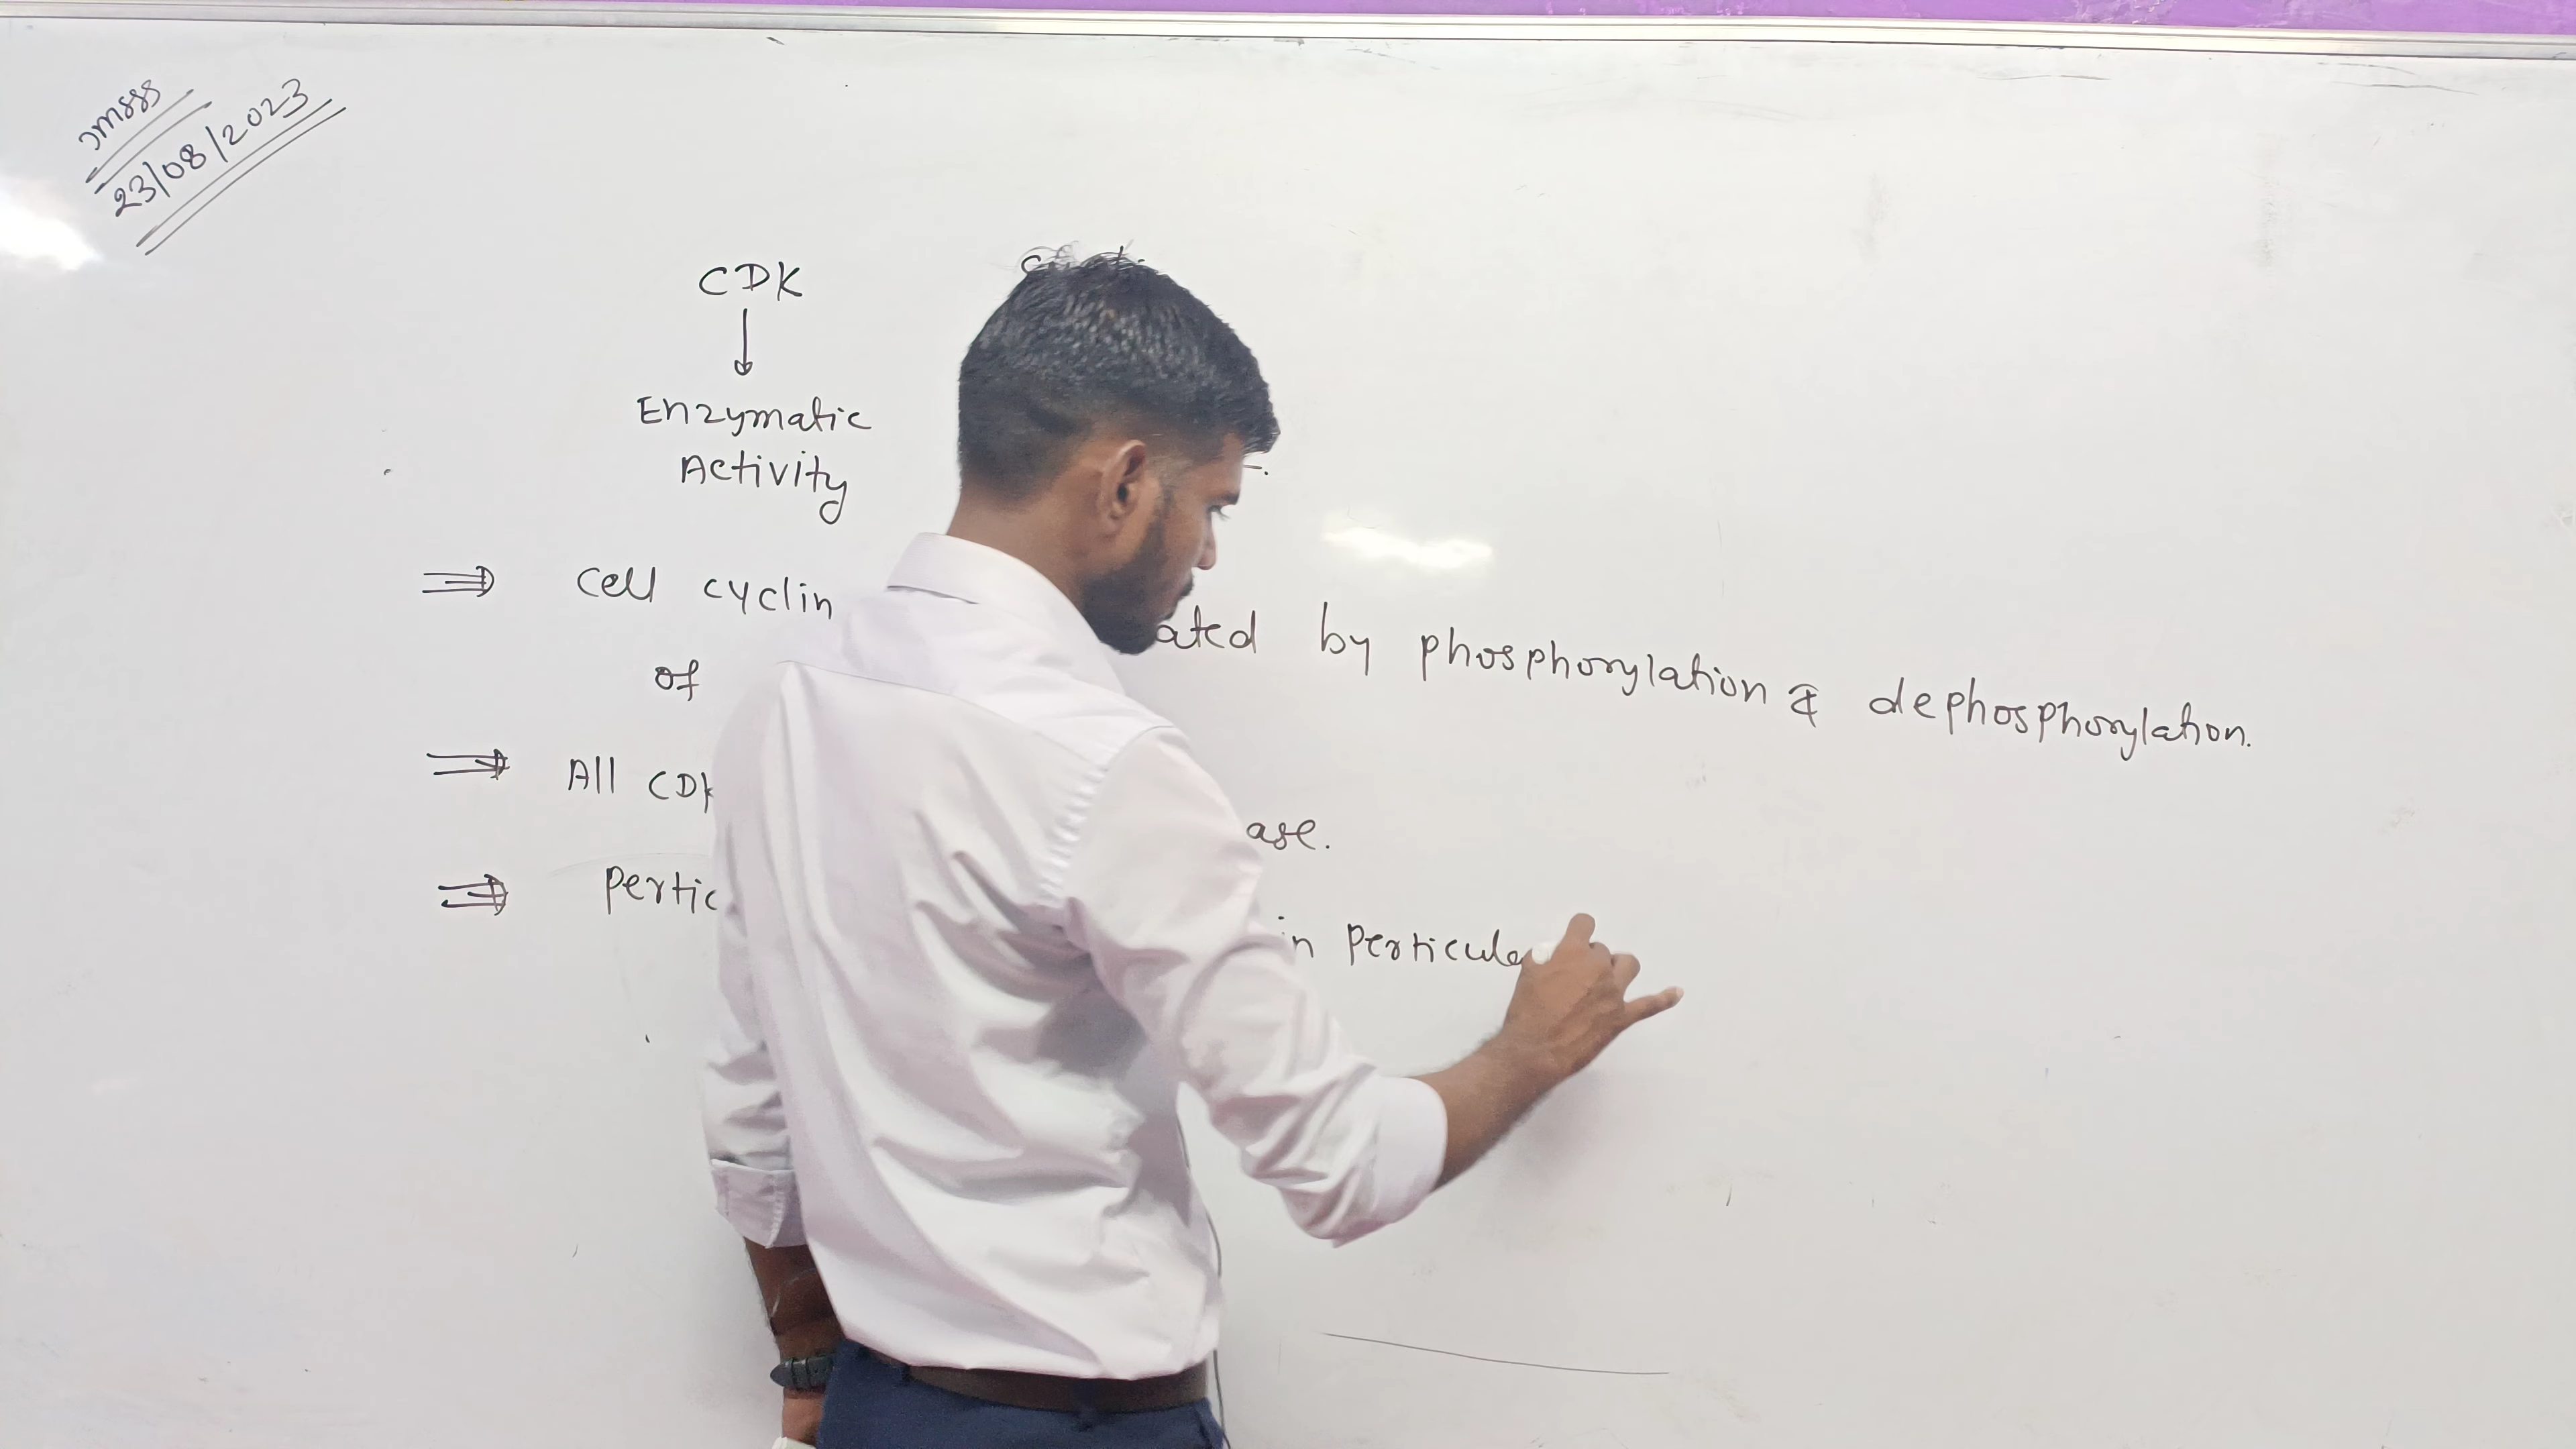 Jmsss
23/08/2023
CDK
Enzymatic
Activity
Cell cyclin ated by phosphorylation & dephosphorylation.
of
All CDK ase.
pertic in perticule